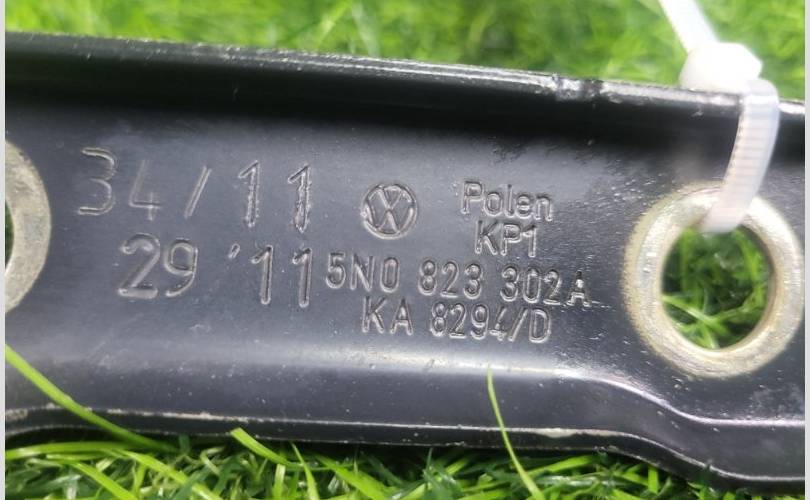 34/11
29 '11
Polen
KP1
5N0 823 302A
KA 8294/D